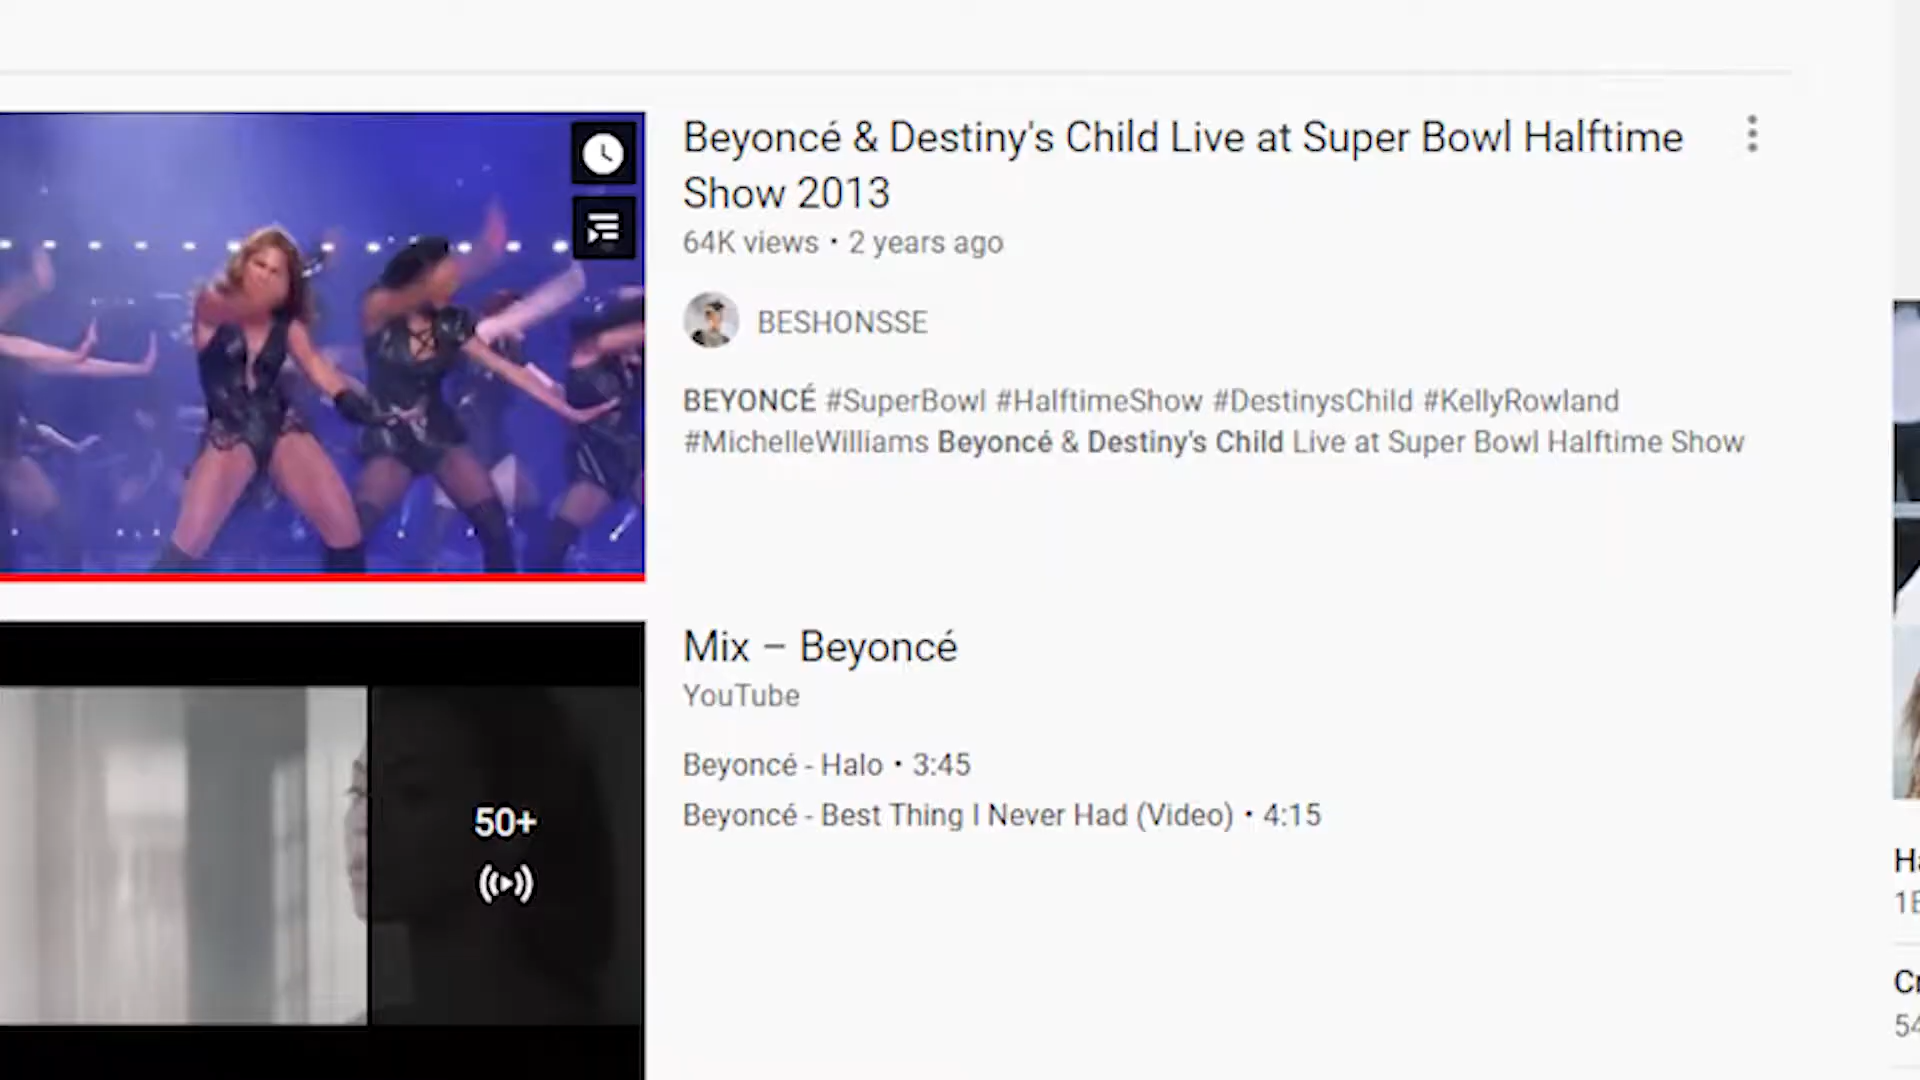 Beyoncé & Destiny's Child Live at Super Bowl Halftime
Show 2013
64K views • 2 years ago
BESHONSSE
BEYONCÉ #SuperBowl #HalftimeShow #DestinysChild #KellyRowland
#MichelleWilliams Beyoncé & Destiny's Child Live at Super Bowl Halftime Show
Mix – Beyoncé
YouTube
Beyoncé - Halo • 3:45
Beyoncé - Best Thing I Never Had (Video) • 4:15
50+